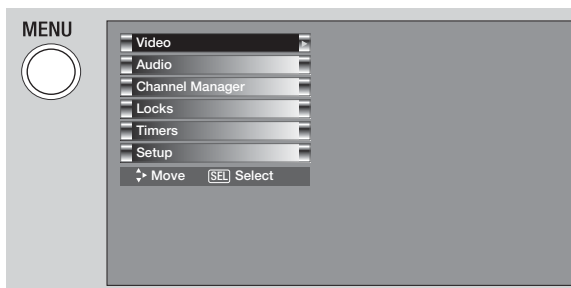 MENU
Video
Audio
Channel Manager
Locks
Timers
Setup
Move SEL Select